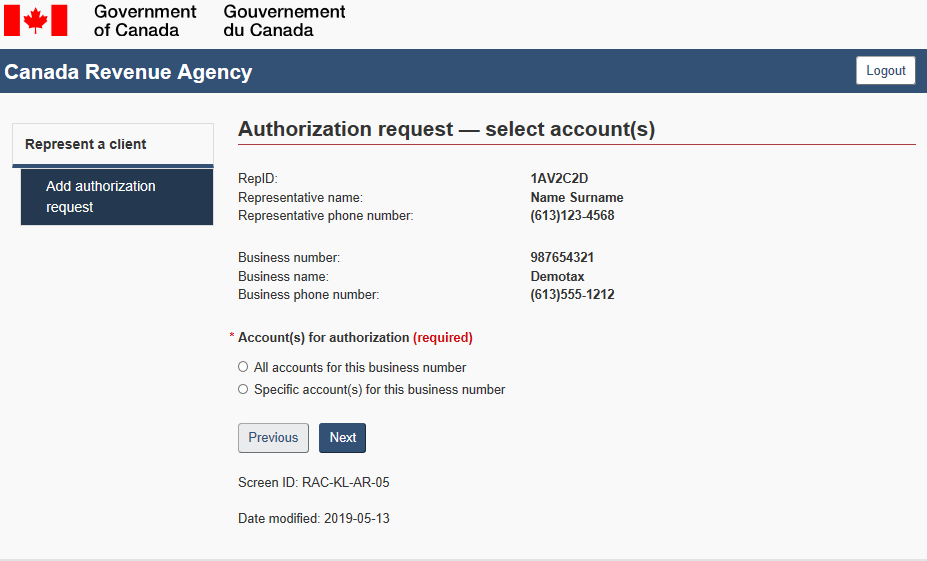 Government Gouvernement
of Canada du Canada
Canada Revenue Agency
Logout
Represent a client
Add authorization
request
Authorization request — select account(s)
RepID: 1AV2C2D
Representative name: Name Surname
Representative phone number: (613)123-4568
Business number: 987654321
Business name: Demotax
Business phone number: (613)555-1212
* Account(s) for authorization (required)
All accounts for this business number
Specific account(s) for this business number
Previous Next
Screen ID: RAC-KL-AR-05
Date modified: 2019-05-13